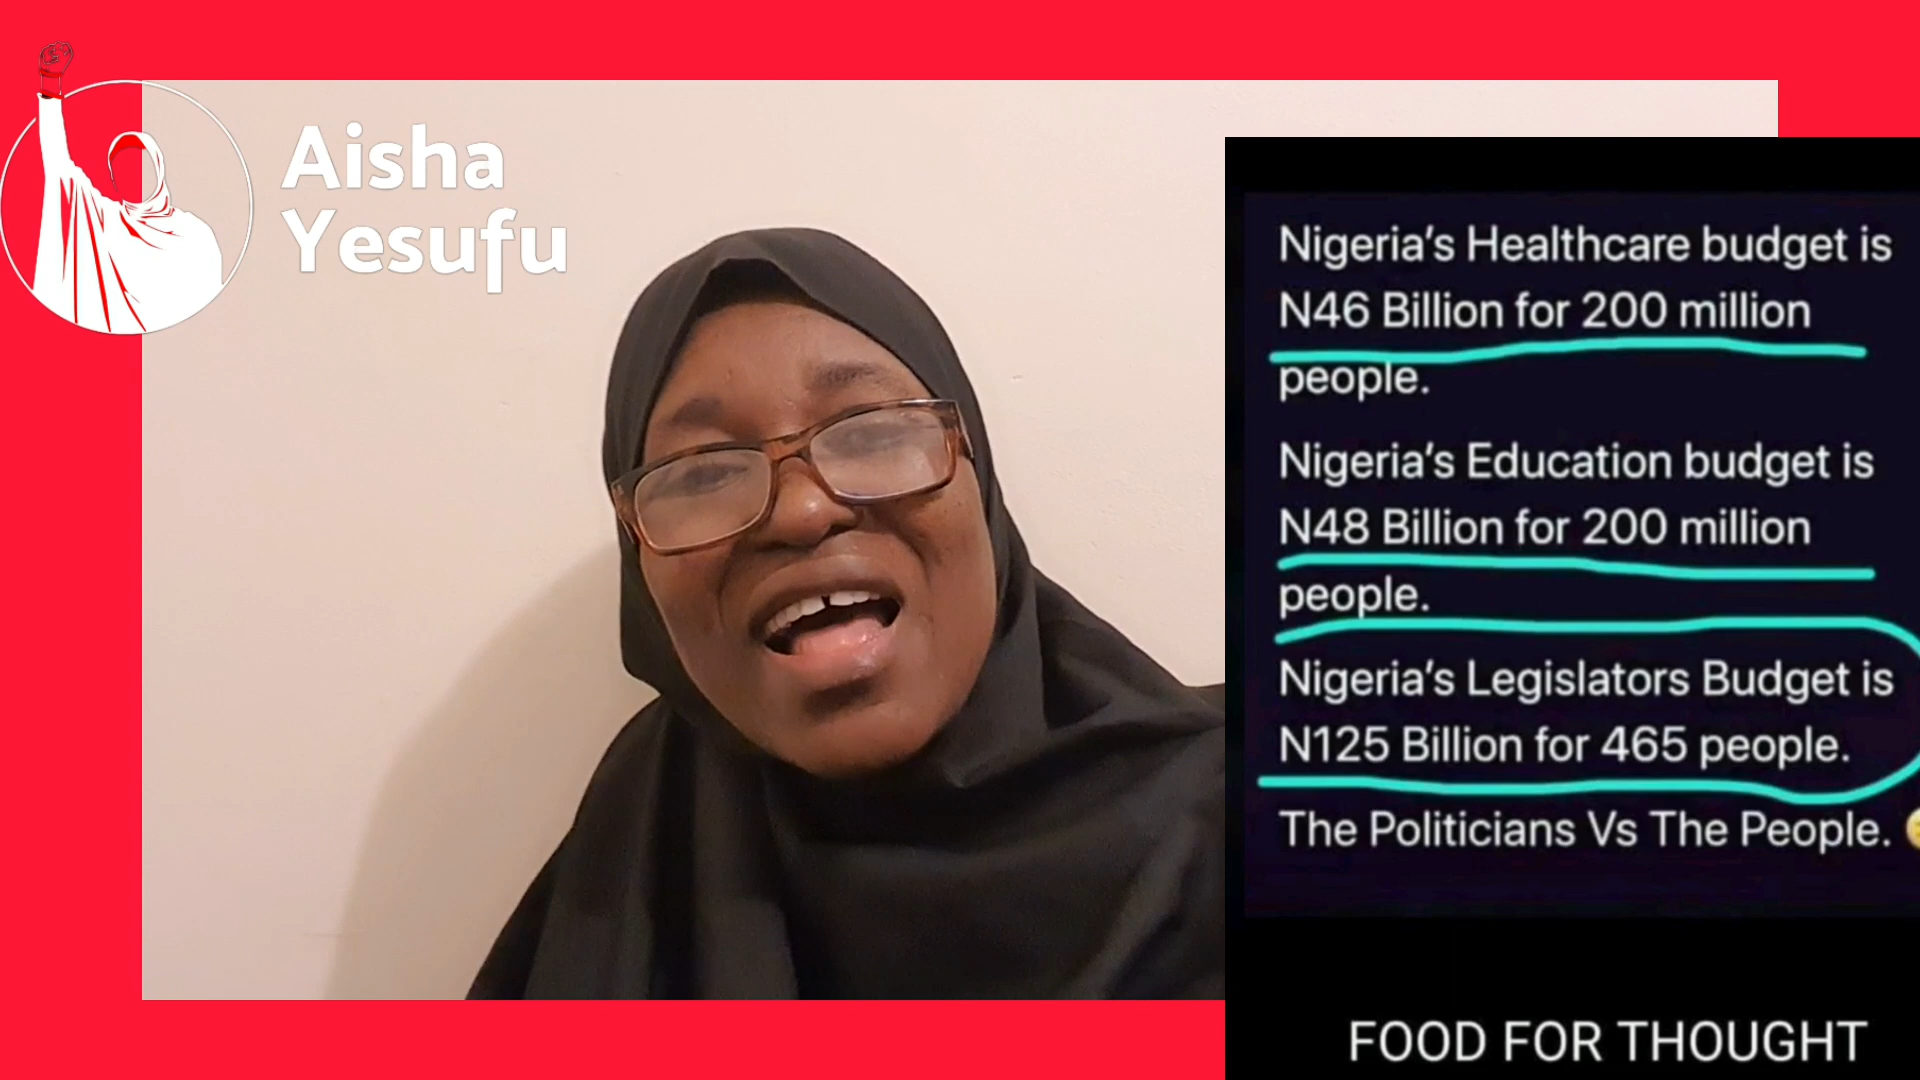 Aisha
Yesufu
Nigeria's Healthcare budget is
N46 Billion for 200 million
people.
Nigeria's Education budget is
N48 Billion for 200 million
people.
Nigeria's Legislators Budget is
N125 Billion for 465 people.
The Politicians Vs The People.
FOOD FOR THOUGHT